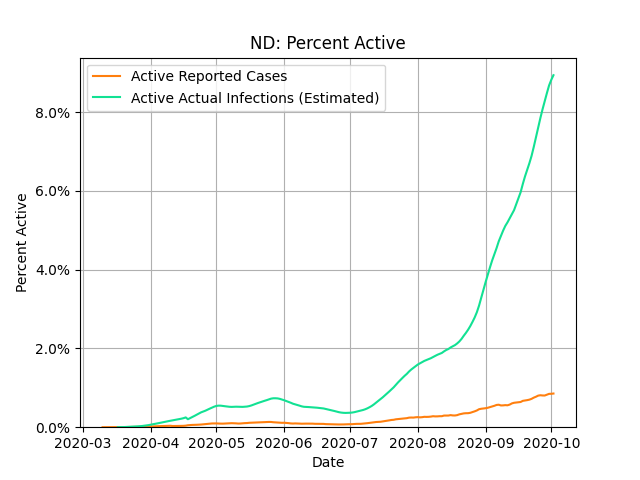 ND: Percent Active
Active Reported Cases
Active Actual Infections (Estimated)
Percent Active
8.0%
6.0%
4.0%
2.0%
0.0%
2020-03 2020-04 2020-05 2020-06 2020-07 2020-08 2020-09 2020-10
Date